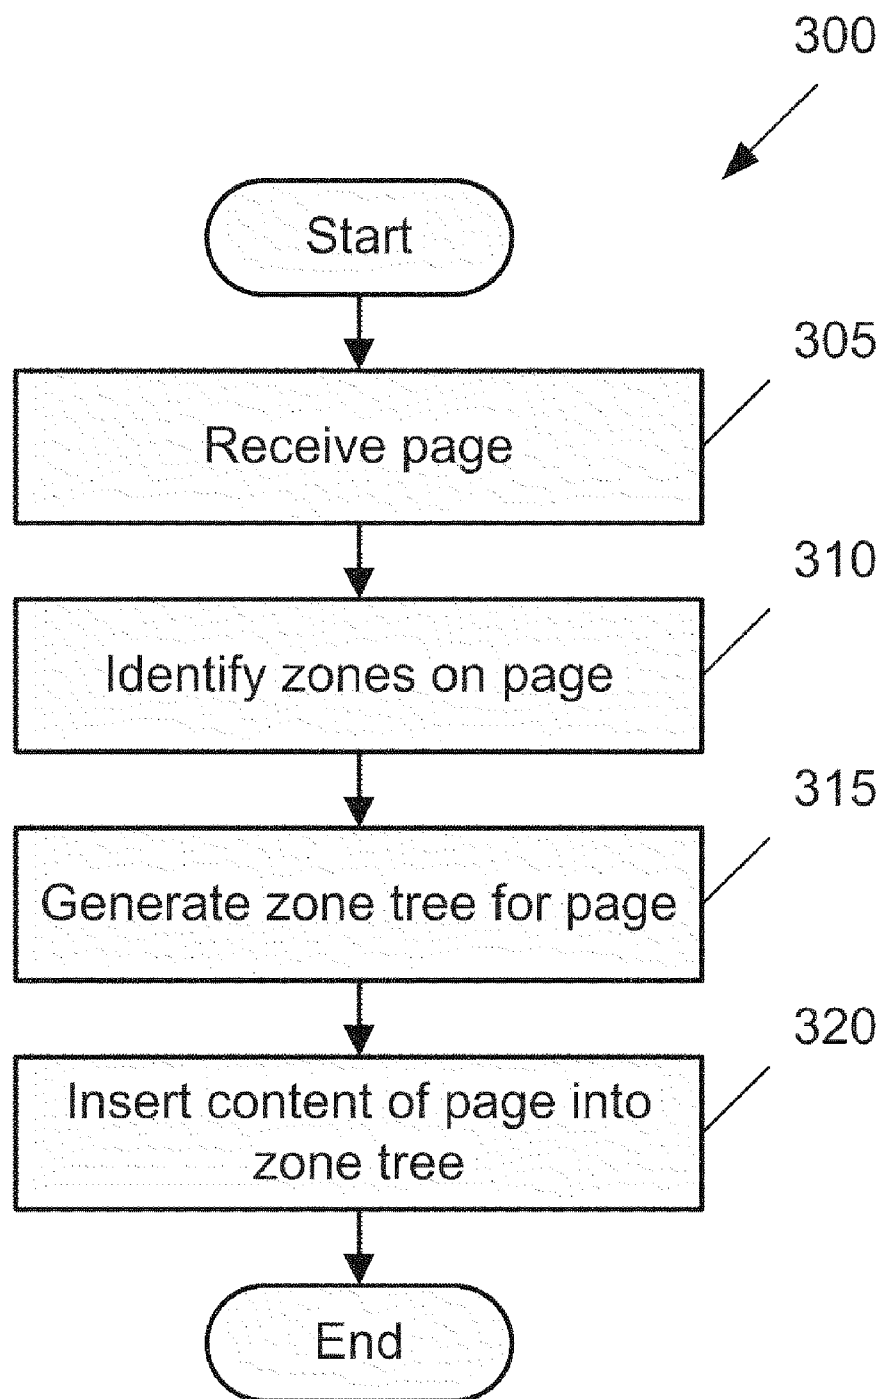 300
Start
305
Receive page
310
Identify zones on page
315
Generate zone tree for page
320
Insert content of page into
zone tree
End